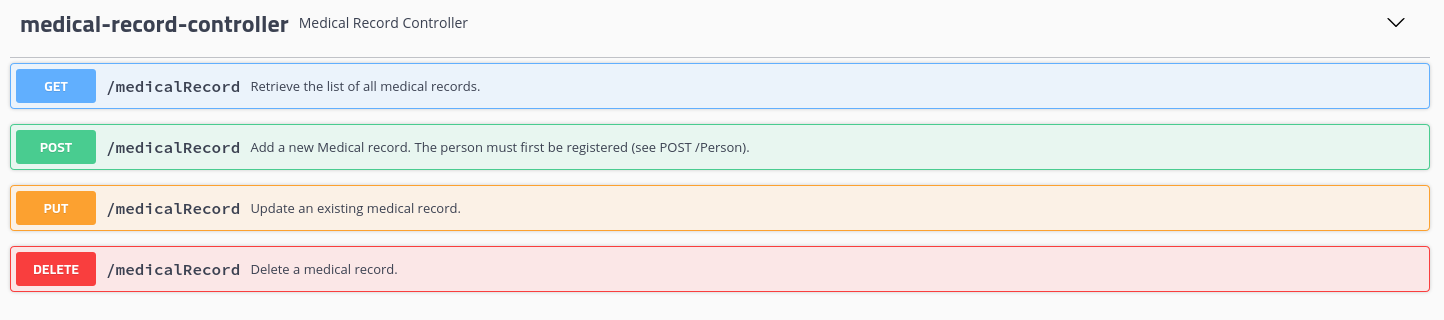 medical-record-controller Medical Record Controller
GET /medicalRecord Retrieve the list of all medical records.
POST /medicalRecord Add a new Medical record. The person must first be registered (see POST /Person).
PUT /medicalRecord Update an existing medical record.
DELETE /medicalRecord Delete a medical record.